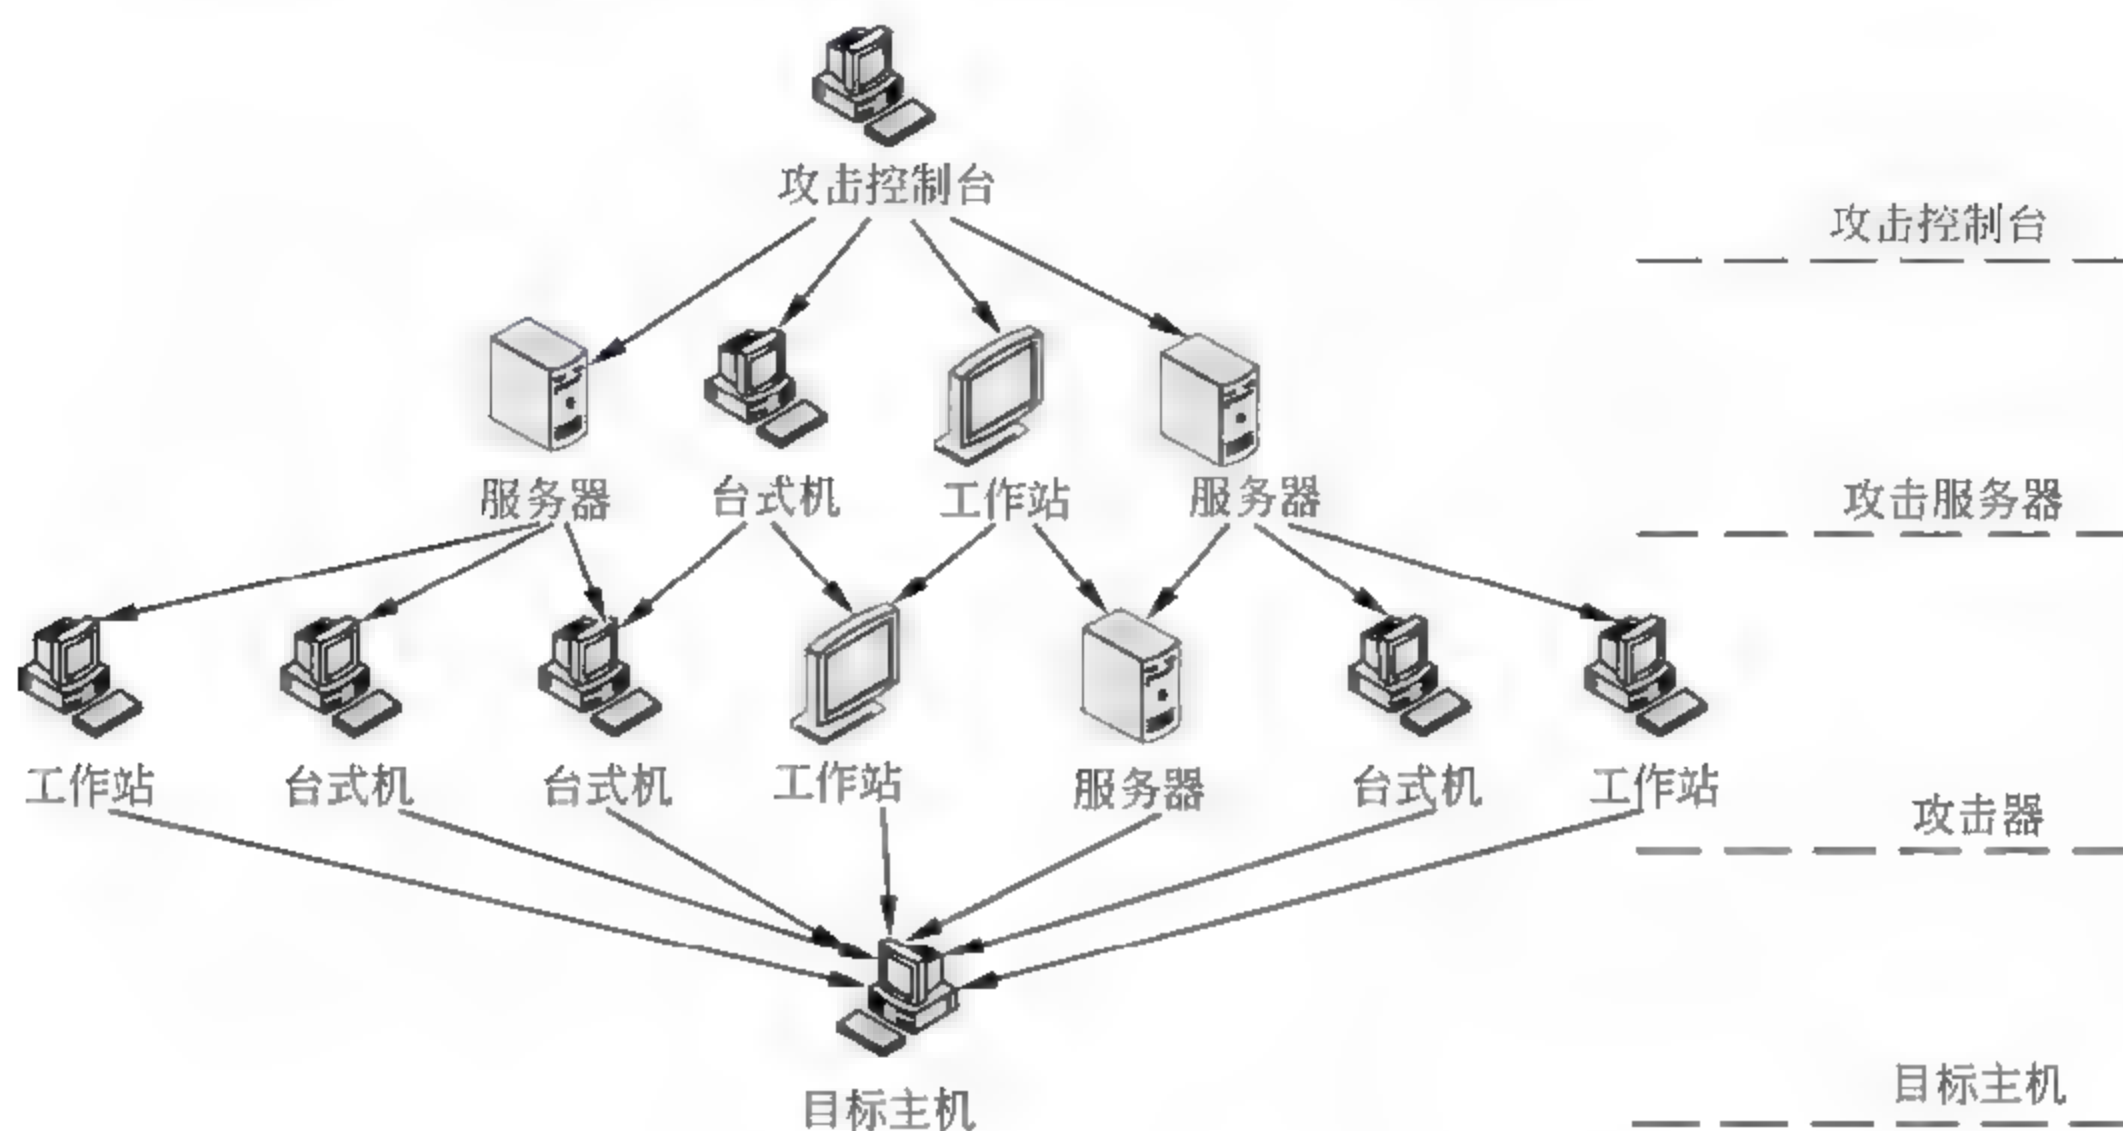 攻击控制台
攻击控制台
服务器
台式机
工作站
服务器
攻击服务器
工作站
台式机
台式机
工作站
服务器
台式机
工作站
攻击器
目标主机
目标主机